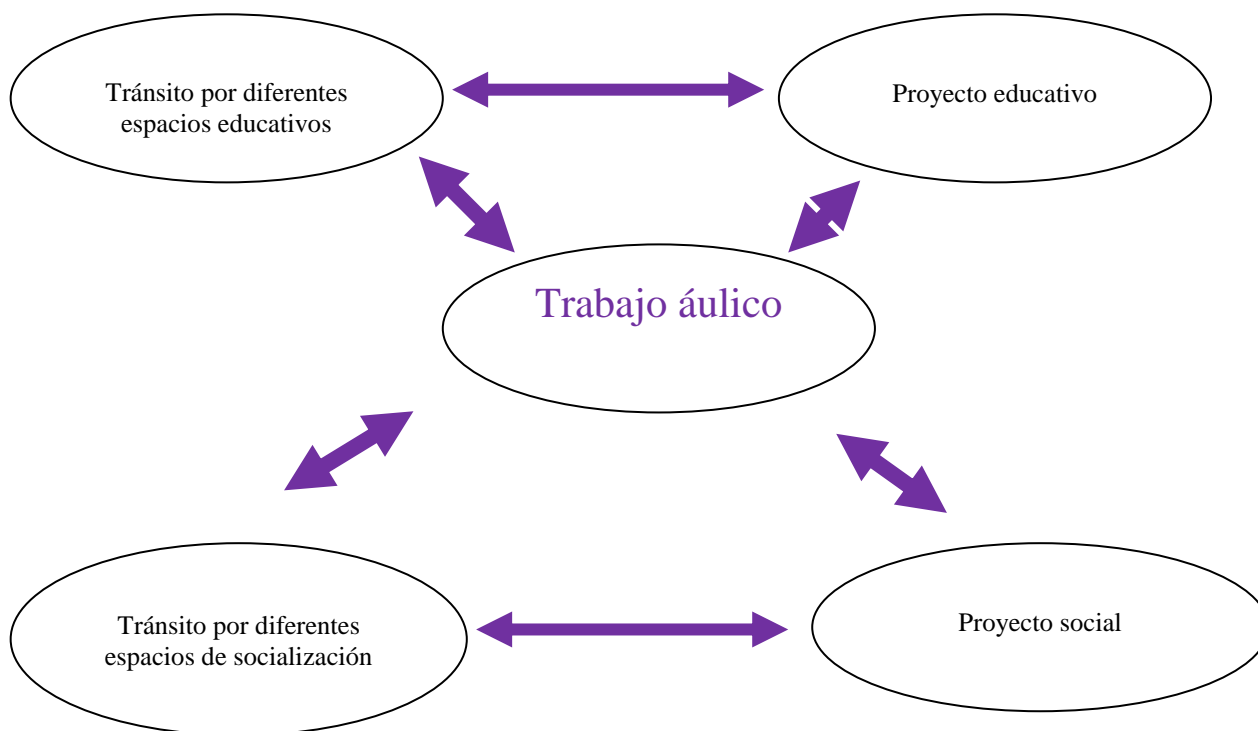 Tránsito por diferentes
espacios educativos
Proyecto educativo
Trabajo áulico
Tránsito por diferentes
espacios de socialización
Proyecto social